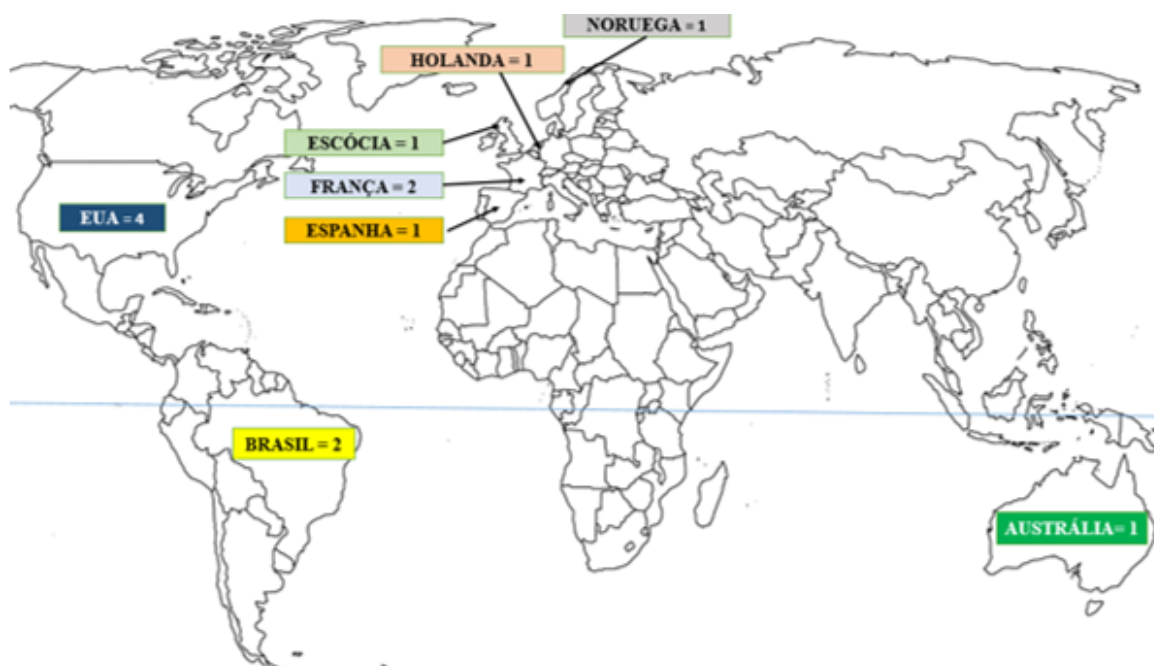 NORUEGA = 1
HOLANDA = 1
ESCÓCIA = 1
FRANÇA = 2
EUA = 4
ESPANHA = 1
BRASIL = 2
AUSTRÁLIA= 1